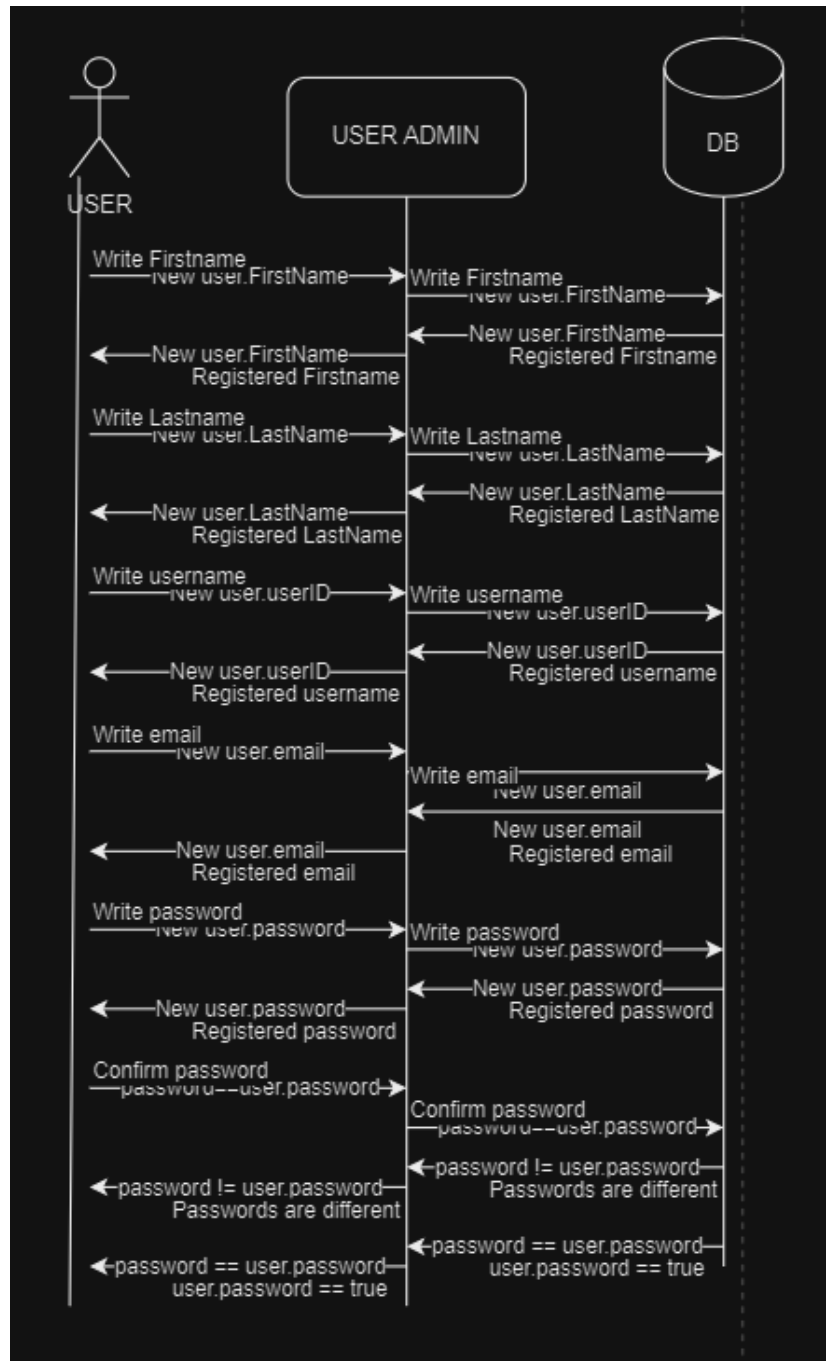 USER ADMIN
DB
USER
Write Firstname
New user.FirstName
Write Firstname
New user.FirstName
New user.FirstName
Registered Firstname
New user.FirstName
Registered Firstname
Write Lastname
New user.LastName
Write Lastname
New user.LastName
New user.LastName
Registered LastName
New user.LastName
Registered LastName
Write username
New user.userID
Write username
New user.userID
New user.userID
Registered username
New user.userID
Registered username
Write email
New user.email
Write email
New user.email
New user.email
Registered email
New user.email
Registered email
Write password
New user.password
Write password
New user.password
New user.password
Registered password
New user.password
Registered password
Confirm password
password==user.password
Confirm password
password==user.password
password != user.password
Passwords are different
password != user.password
Passwords are different
password == user.password
user.password == true
password == user.password
user.password == true